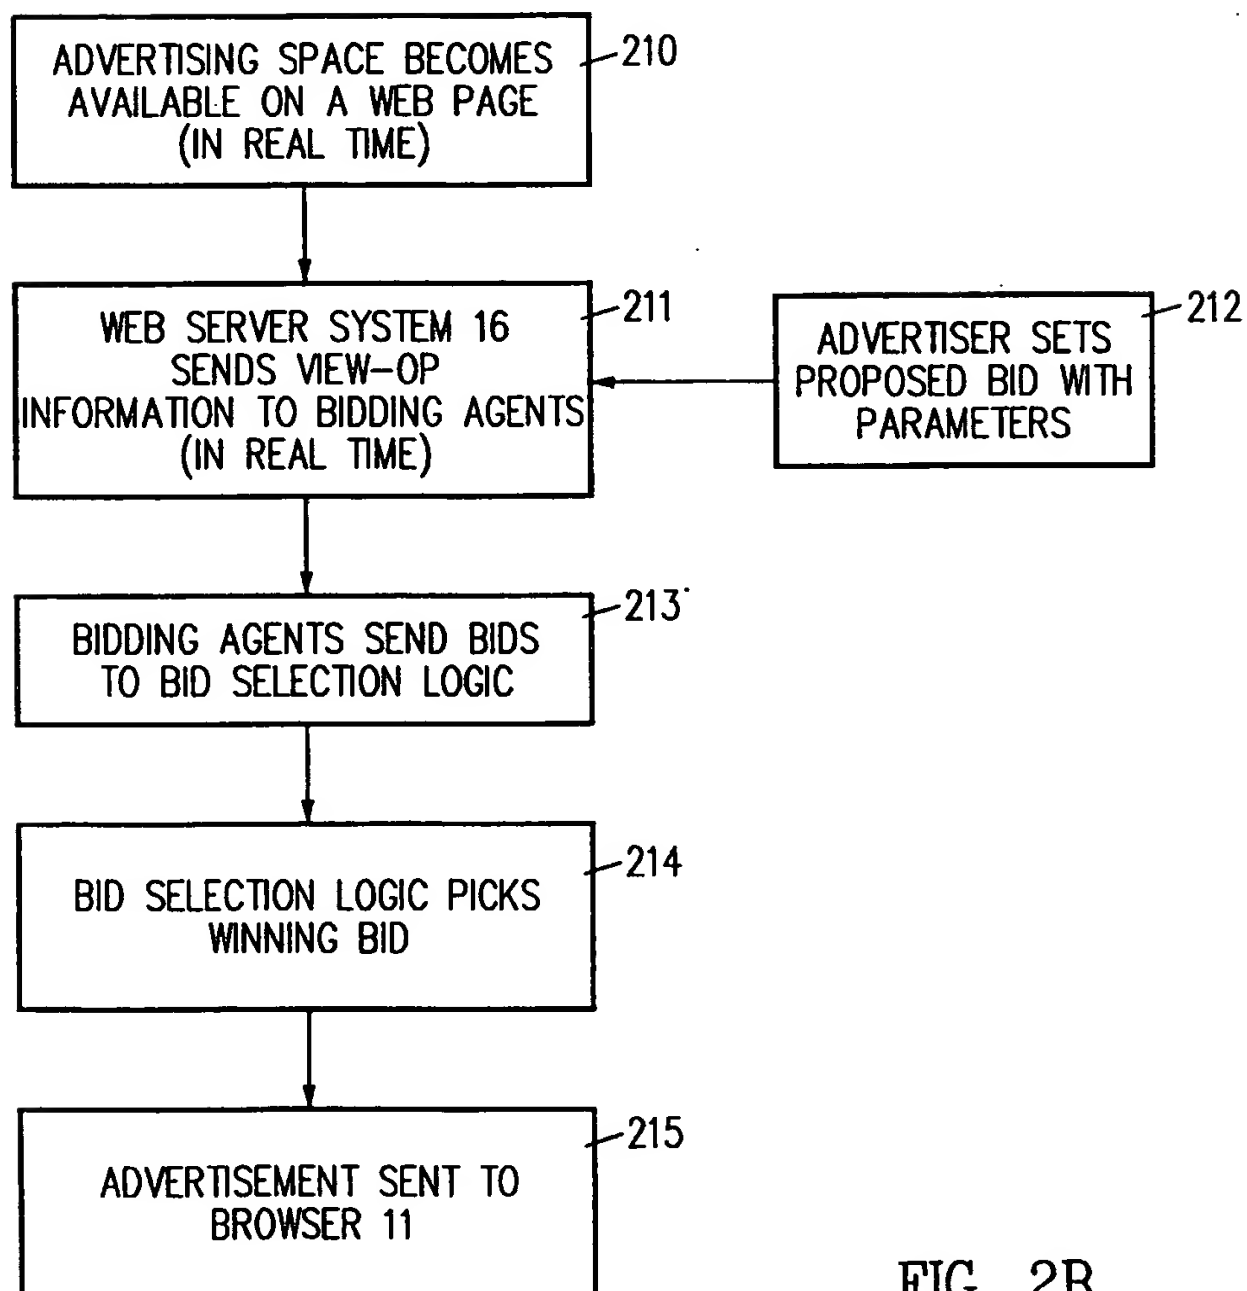 ADVERTISING SPACE BECOMES
AVAILABLE ON A WEB PAGE
(IN REAL TIME)
210
WEB SERVER SYSTEM 16
SENDS VIEW-OP
INFORMATION TO BIDDING AGENTS
(IN REAL TIME)
211
ADVERTISER SETS
PROPOSED BID WITH
PARAMETERS
212
BIDDING AGENTS SEND BIDS
TO BID SELECTION LOGIC
213
BID SELECTION LOGIC PICKS
WINNING BID
214
ADVERTISEMENT SENT TO
BROWSER 11
215
FIG. 2B